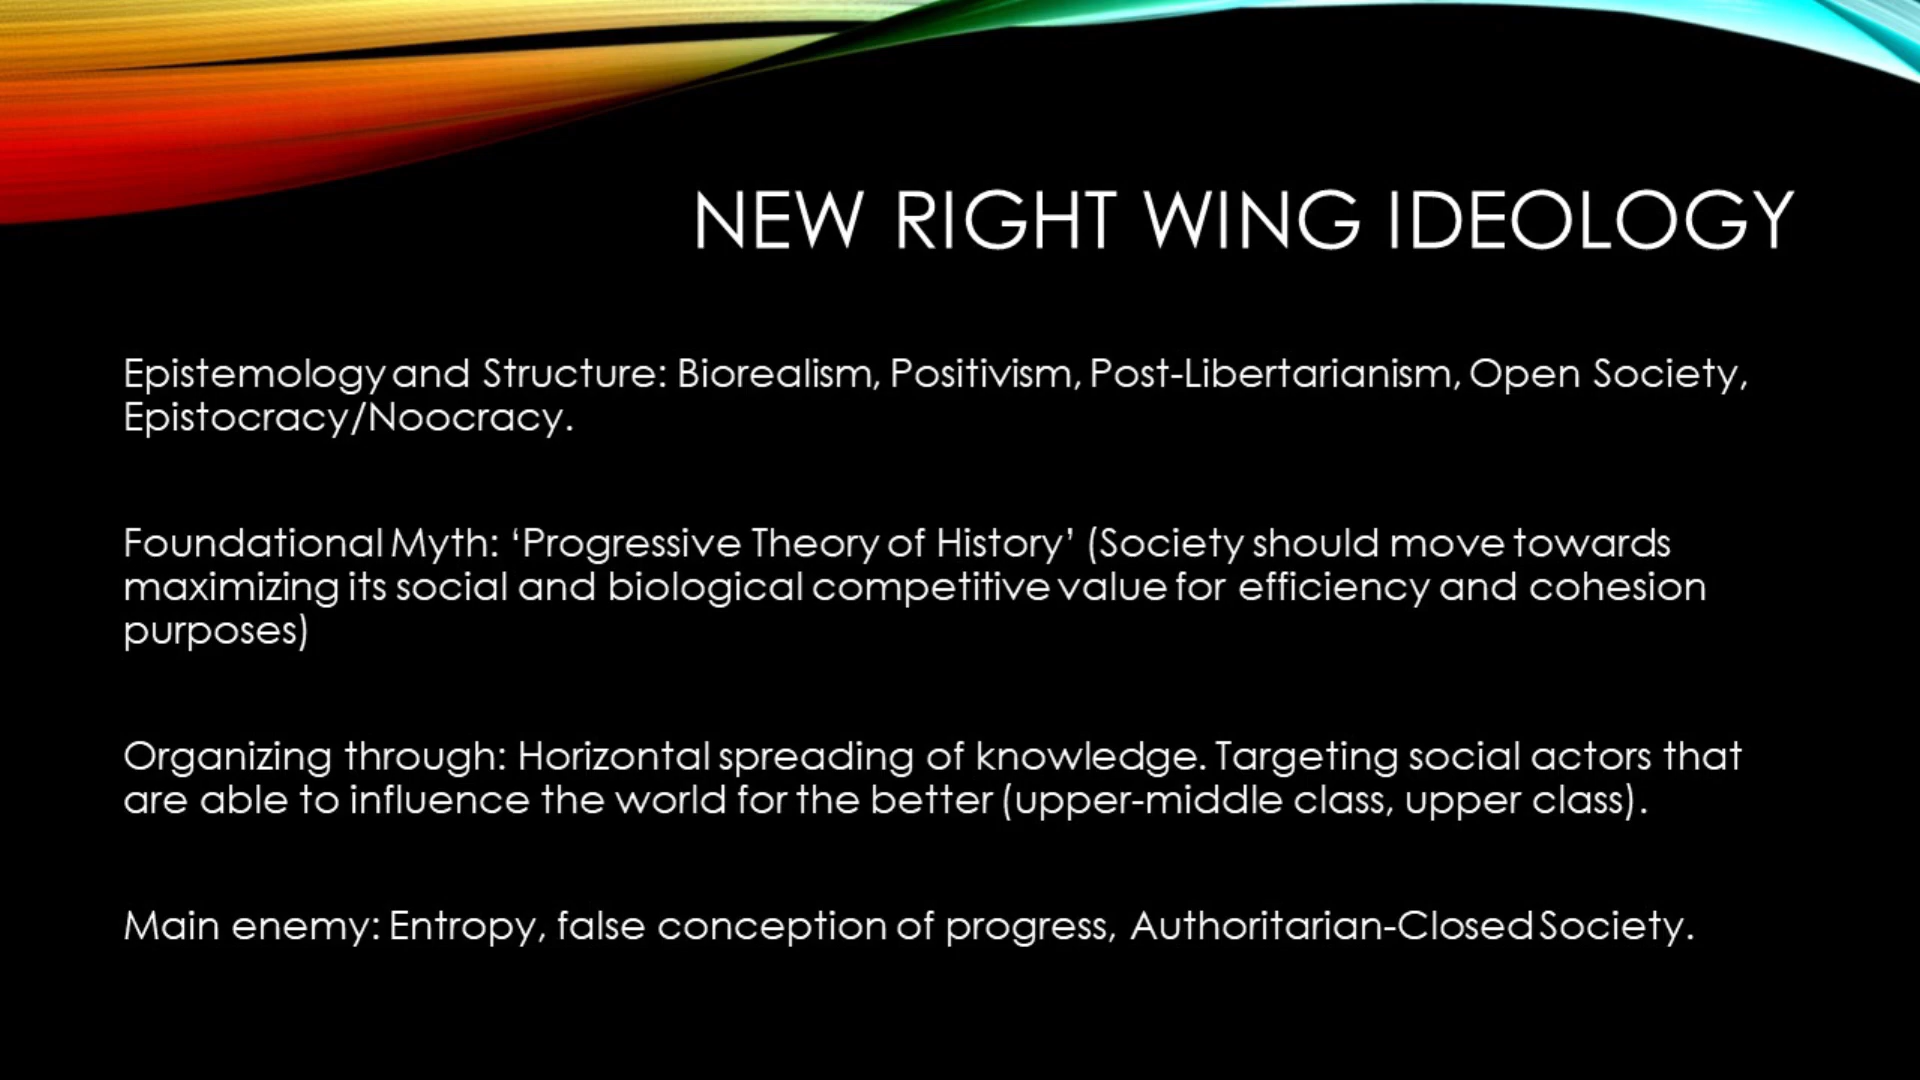 NEW RIGHT WING IDEOLOGY
Epistemology and Structure: Biorealism, Positivism, Post-Libertarianism, Open Society,
Epistocracy/Noocracy.
Foundational Myth: ‘Progressive Theory of History’ (Society should move towards
maximizing its social and biological competitive value for efficiency and cohesion
purposes)
Organizing through: Horizontal spreading of knowledge. Targeting social actors that
are able to influence the world for the better (upper-middle class, upper class).
Main enemy: Entropy, false conception of progress, Authoritarian-Closed Society.